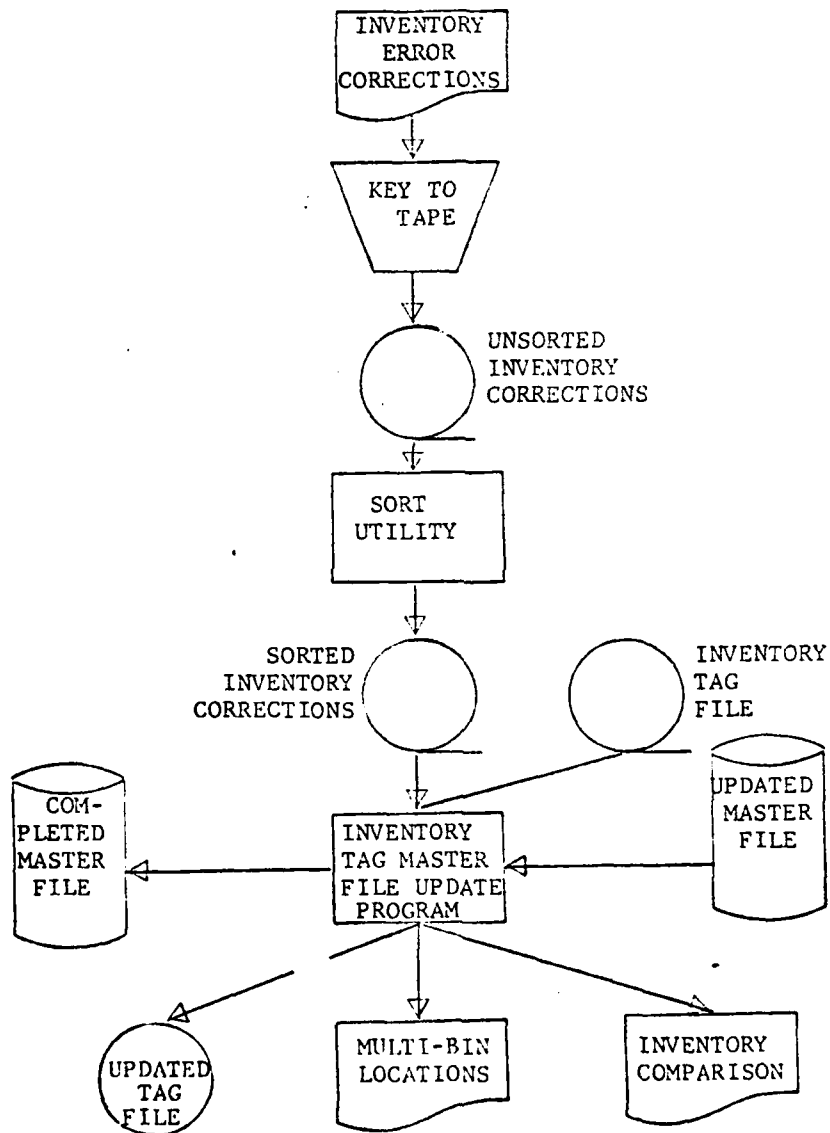 INVENTORY
ERROR
CORRECTIONS
KEY TO
TAPE
UNSORTED
INVENTORY
CORRECTIONS
SORT
UTILITY
SORTED
INVENTORY
CORRECTIONS
INVENTORY
TAG
FILE
COM-
PLETED
MASTER
FILE
INVENTORY
TAG MASTER
FILE UPDATE
PROGRAM
UPDATED
MASTER
FILE
UPDATED
TAG
FILE
MULTI-BIN
LOCATIONS
INVENTORY
COMPARISON